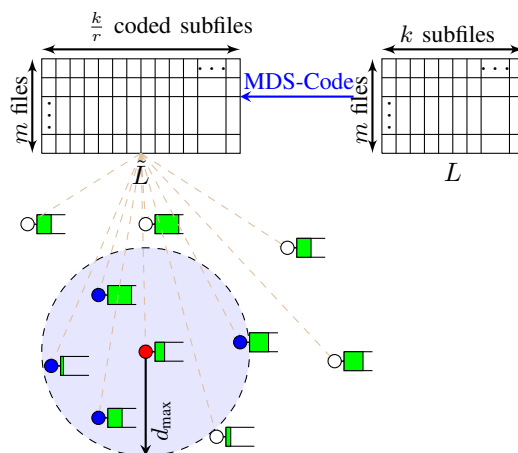 k/r coded subfiles
k subfiles
· · ·
· · ·
m files
MDS-Code
m files
L̃
L
d_max